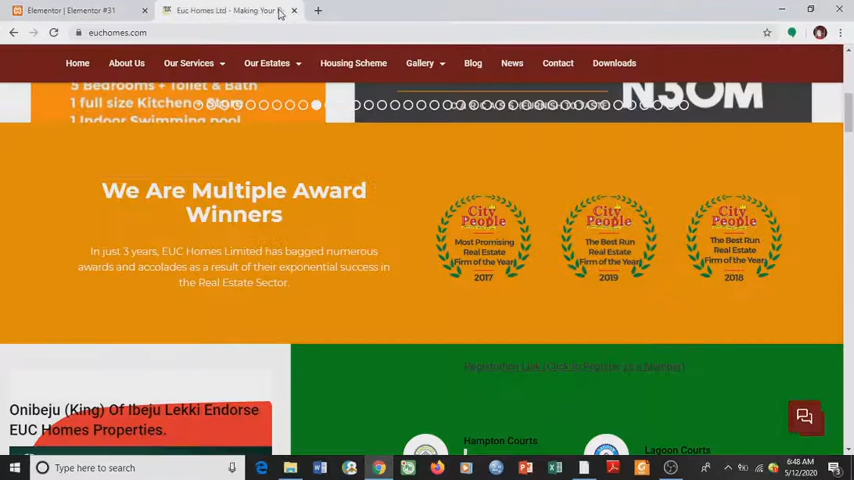 Elementor | Elementor #31
Euc Homes Ltd - Making Your
euchomes.com
Home About Us Our Services Our Estates Housing Scheme Gallery Blog News Contact Downloads
5 Bedrooms + Toilet & Bath
1 full size Kitchen + Store
1 Indoor Swimming pool
N30M
We Are Multiple Award
Winners
In just 3 years, EUC Homes Limited has bagged numerous
awards and accolades as a result of their exponential success in
the Real Estate Sector.
City
People
Most Promising
Real Estate
Firm of the Year
2017
City
People
The Best Run
Real Estate
Firm of the Year
2019
City
People
The Best Run
Real Estate
Firm of the Year
2018
Registration Link (Click to Register as a Member)
Onibeju (King) Of Ibeju Lekki Endorse
EUC Homes Properties.
Hampton Courts
Lagoon Courts
Type here to search
6:48 AM
5/12/2020